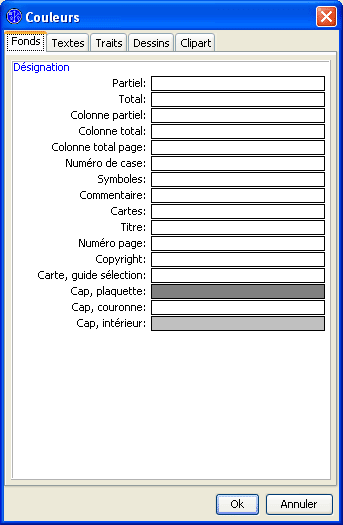 Couleurs
Fonds Textes Traits Dessins Clipart
Désignation
Partiel:
Total:
Colonne partiel:
Colonne total:
Colonne total page:
Numéro de case:
Symboles:
Commentaire:
Cartes:
Titre:
Numéro page:
Copyright:
Carte, guide sélection:
Cap, plaquette:
Cap, couronne:
Cap, intérieur:
Ok Annuler